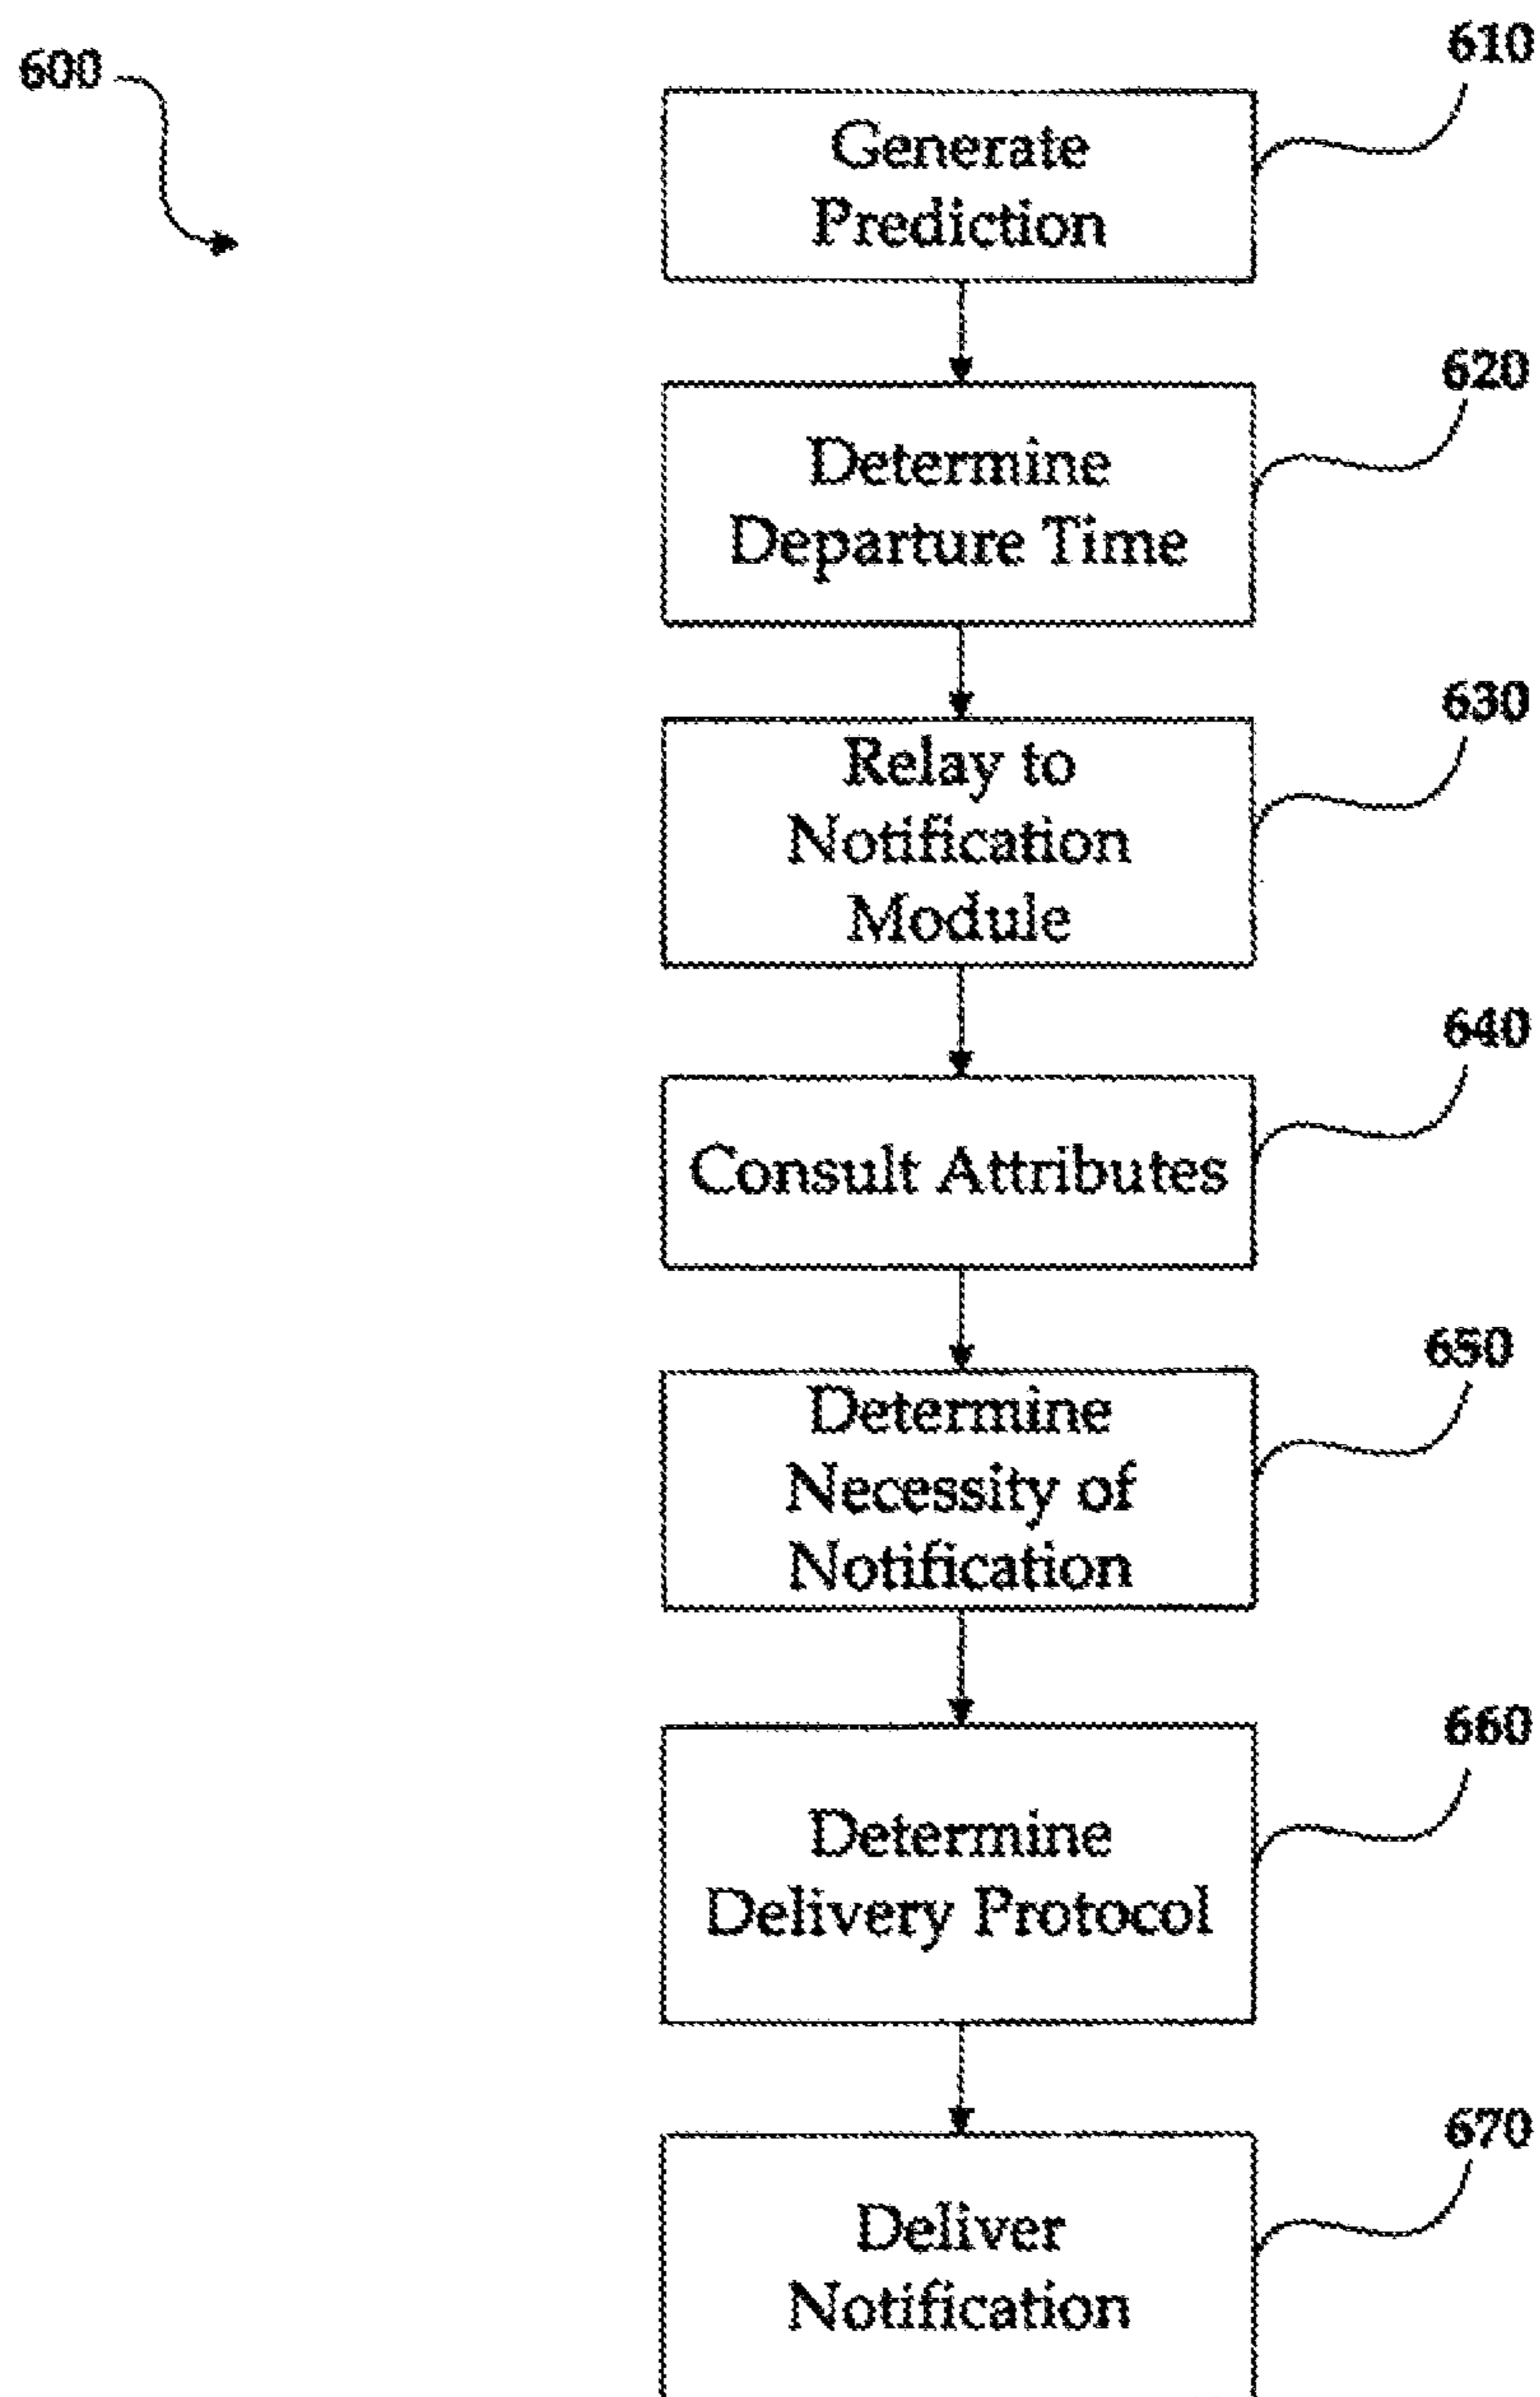 600
610
Generate
Prediction
620
Determine
Departure Time
630
Relay to
Notification
Module
640
Consult Attributes
650
Determine
Necessity of
Notification
660
Determine
Delivery Protocol
670
Deliver
Notification